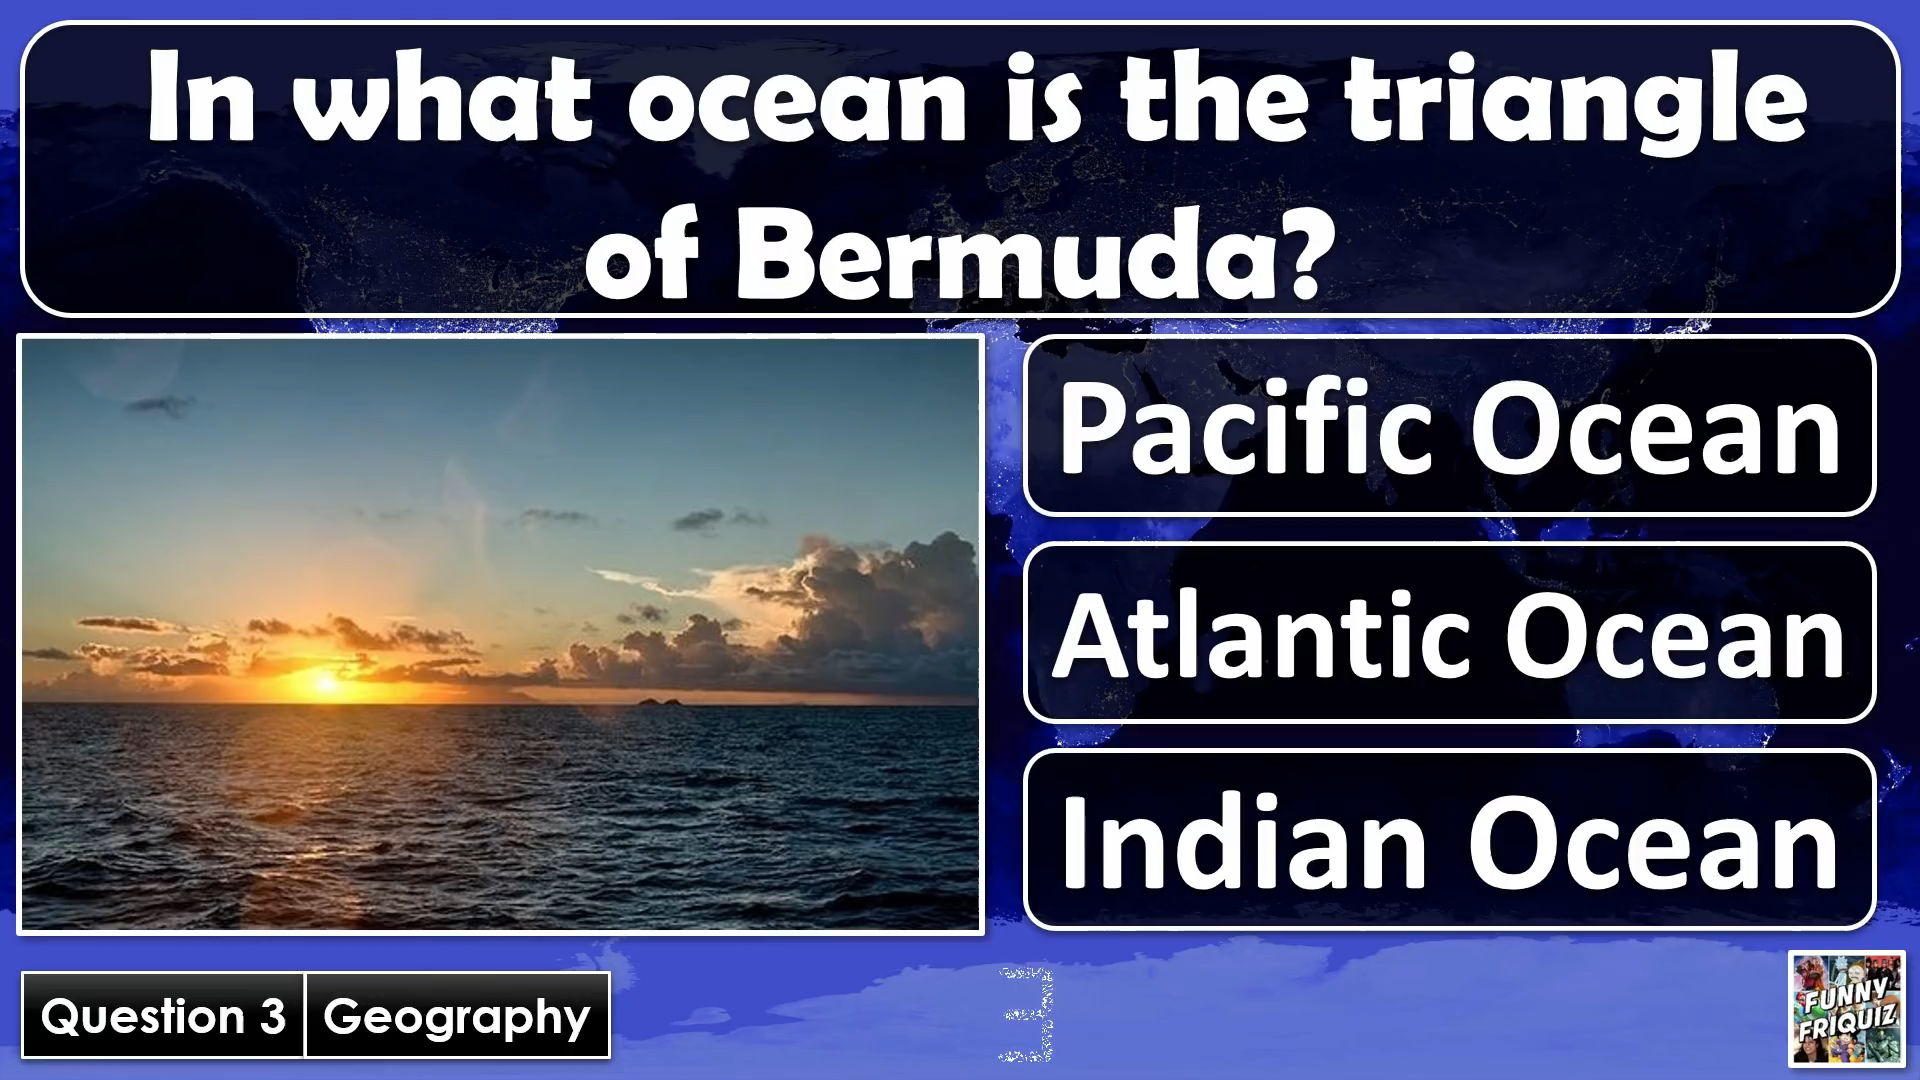 In what ocean is the triangle
of Bermuda?
Pacific Ocean
Atlantic Ocean
Indian Ocean
Question 3
Geography
FUNNY
FRIQUIZ